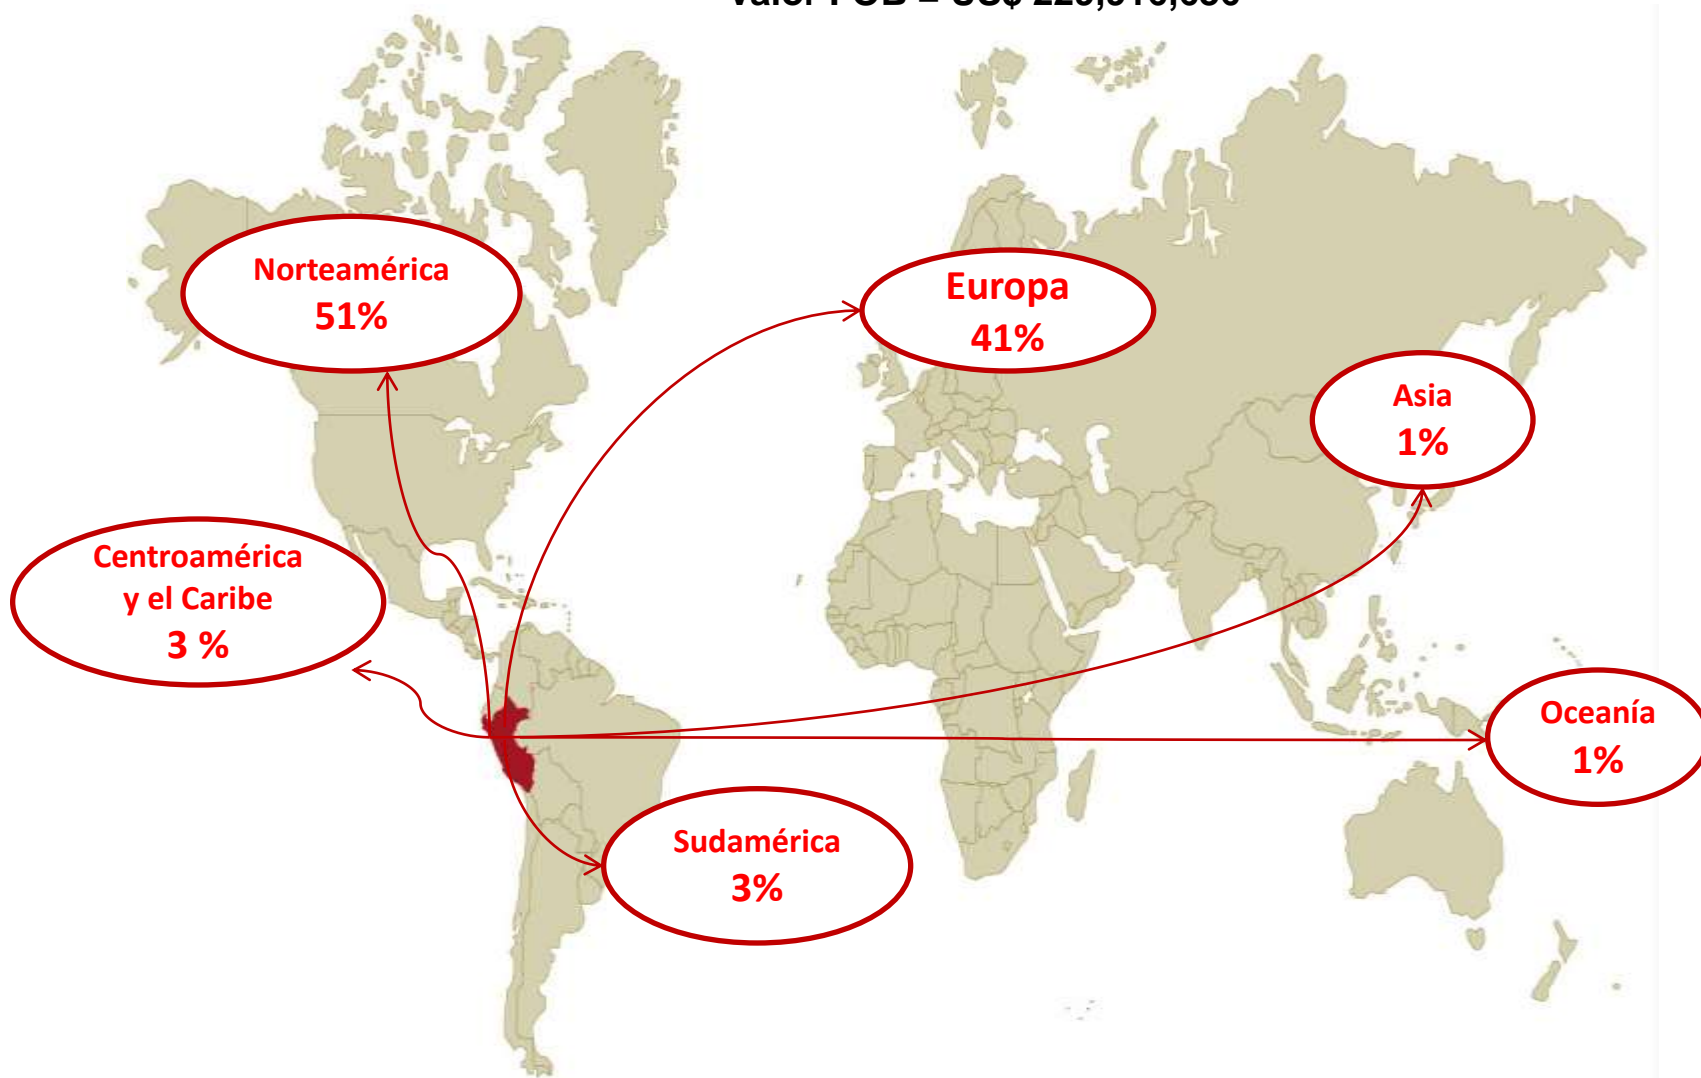 Norteamérica
51%
Europa
41%
Asia
1%
Centroamérica
y el Caribe
3 %
Oceanía
1%
Sudamérica
3%